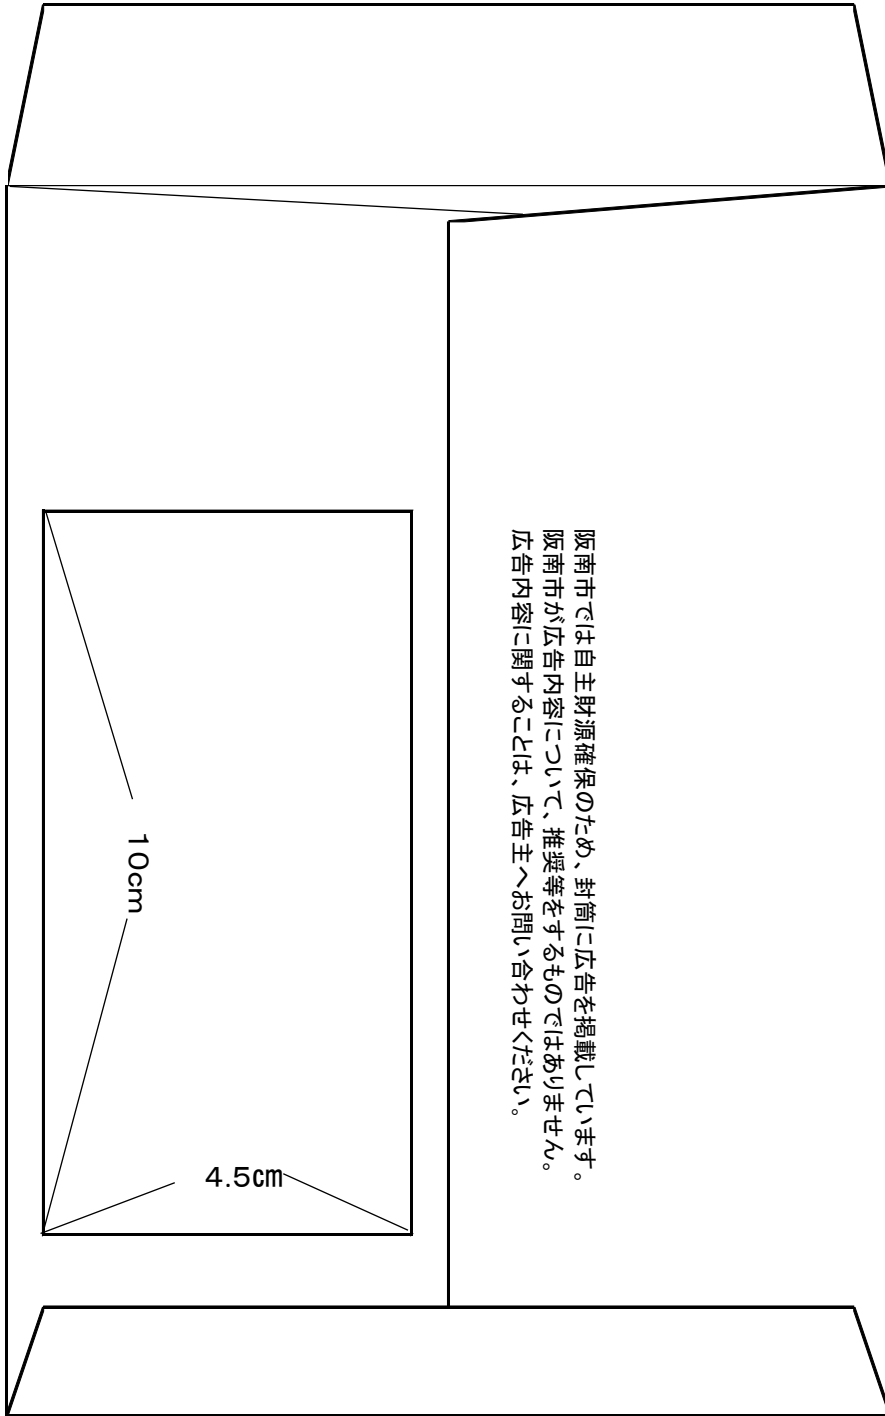 阪南市では自主財源確保のため、封筒に広告を掲載しています。
阪南市が広告内容について、推奨等をするものではありません。
広告内容に関することは、広告主へお問い合わせください。
10cm
4.5㎝